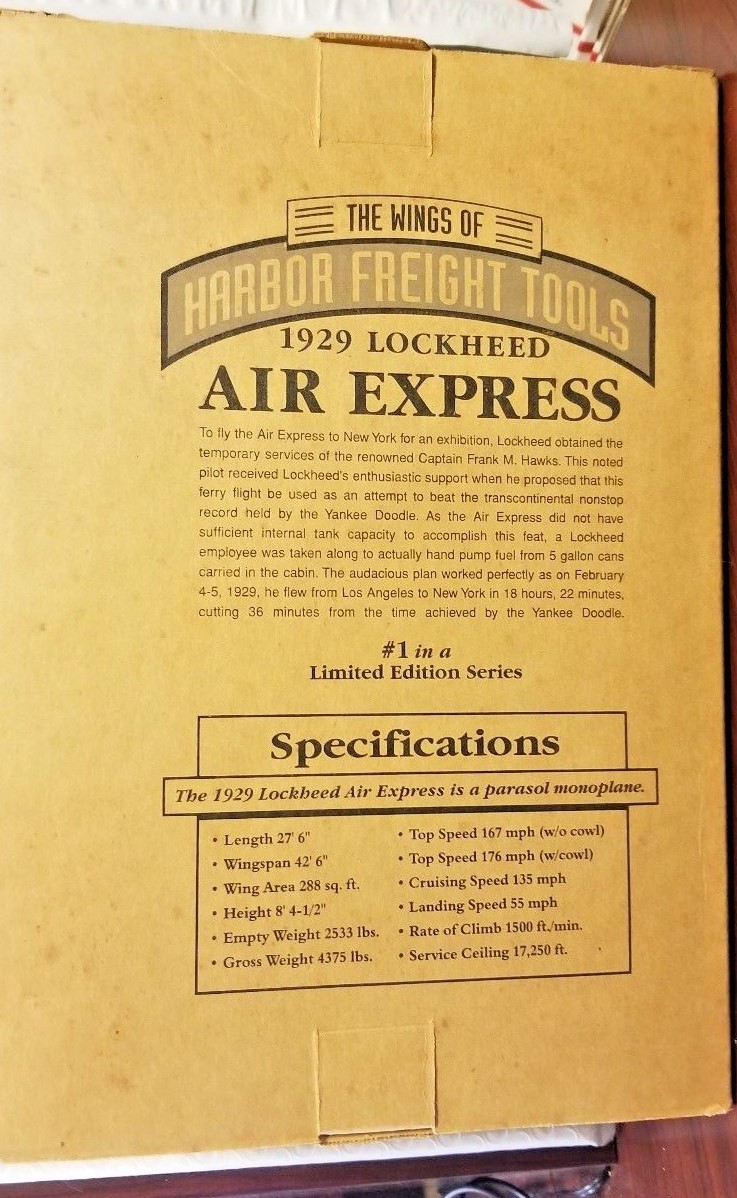 THE WINGS OF
HARBOR FREIGHT TOOLS
1929 LOCKHEED
AIR EXPRESS
To fly the Air Express to New York for an exhibition, Lockheed obtained the
temporary services of the renowned Captain Frank M. Hawks. This noted
pilot received Lockheed's enthusiastic support when he proposed that this
ferry flight be used as an attempt to beat the transcontinental nonstop
record held by the Yankee Doodle. As the Air Express did not have
sufficient internal tank capacity to accomplish this feat, a Lockheed
employee was taken along to actually hand pump fuel from 5 gallon cans
carried in the cabin. The audacious plan worked perfectly as on February
4-5, 1929, he flew from Los Angeles to New York in 18 hours, 22 minutes,
cutting 36 minutes from the time achieved by the Yankee Doodle.
#1 in a
Limited Edition Series
Specifications
The 1929 Lockheed Air Express is a parasol monoplane.
• Length 27' 6"
• Wingspan 42' 6"
• Wing Area 288 sq. ft.
• Height 8' 4-1/2"
• Empty Weight 2533 lbs.
• Gross Weight 4375 lbs.
• Top Speed 167 mph (w/o cowl)
• Top Speed 176 mph (w/cowl)
• Cruising Speed 135 mph
• Landing Speed 55 mph
• Rate of Climb 1500 ft./min.
• Service Ceiling 17,250 ft.